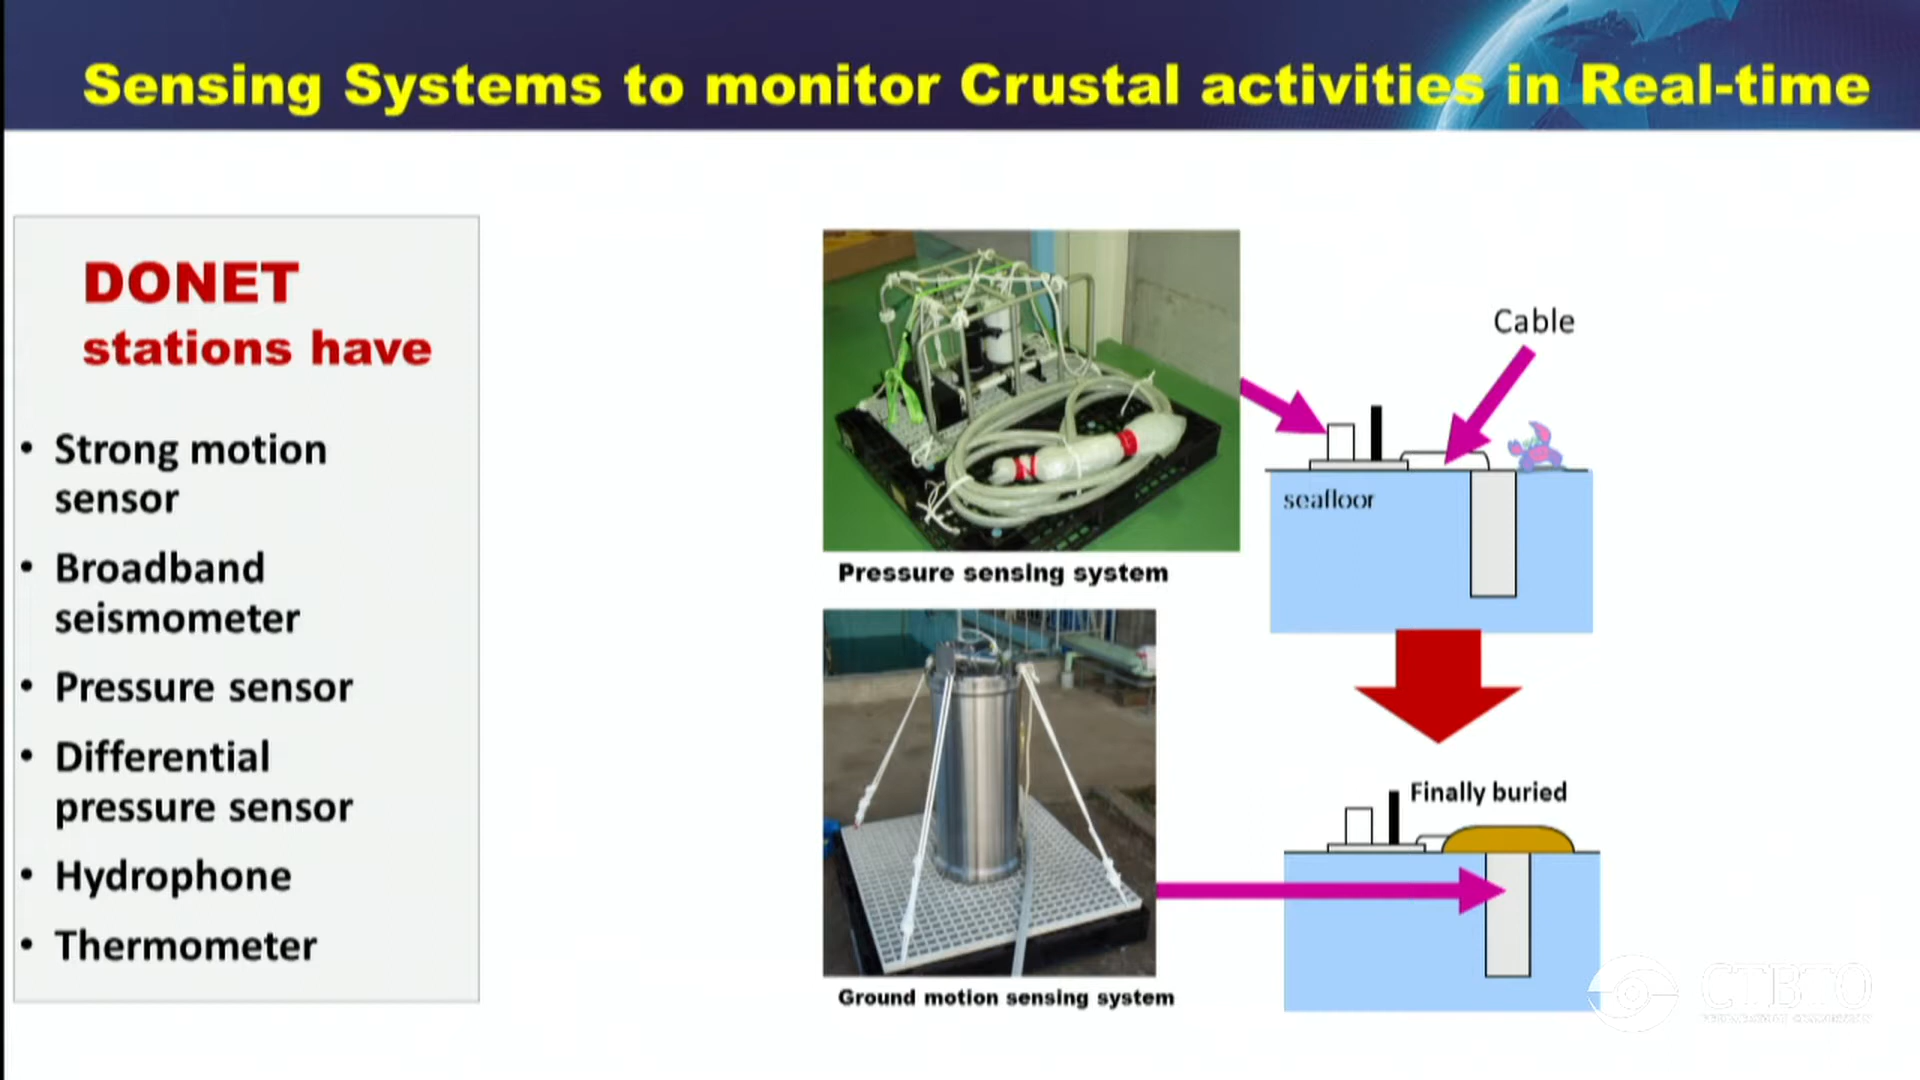 Sensing Systems to monitor Crustal activities in Real-time
DONET
stations have
• Strong motion
sensor
• Broadband
seismometer
• Pressure sensor
• Differential
pressure sensor
• Hydrophone
• Thermometer
Pressure sensing system
Cable
seafloor
Finally buried
Ground motion sensing system
CTBTO